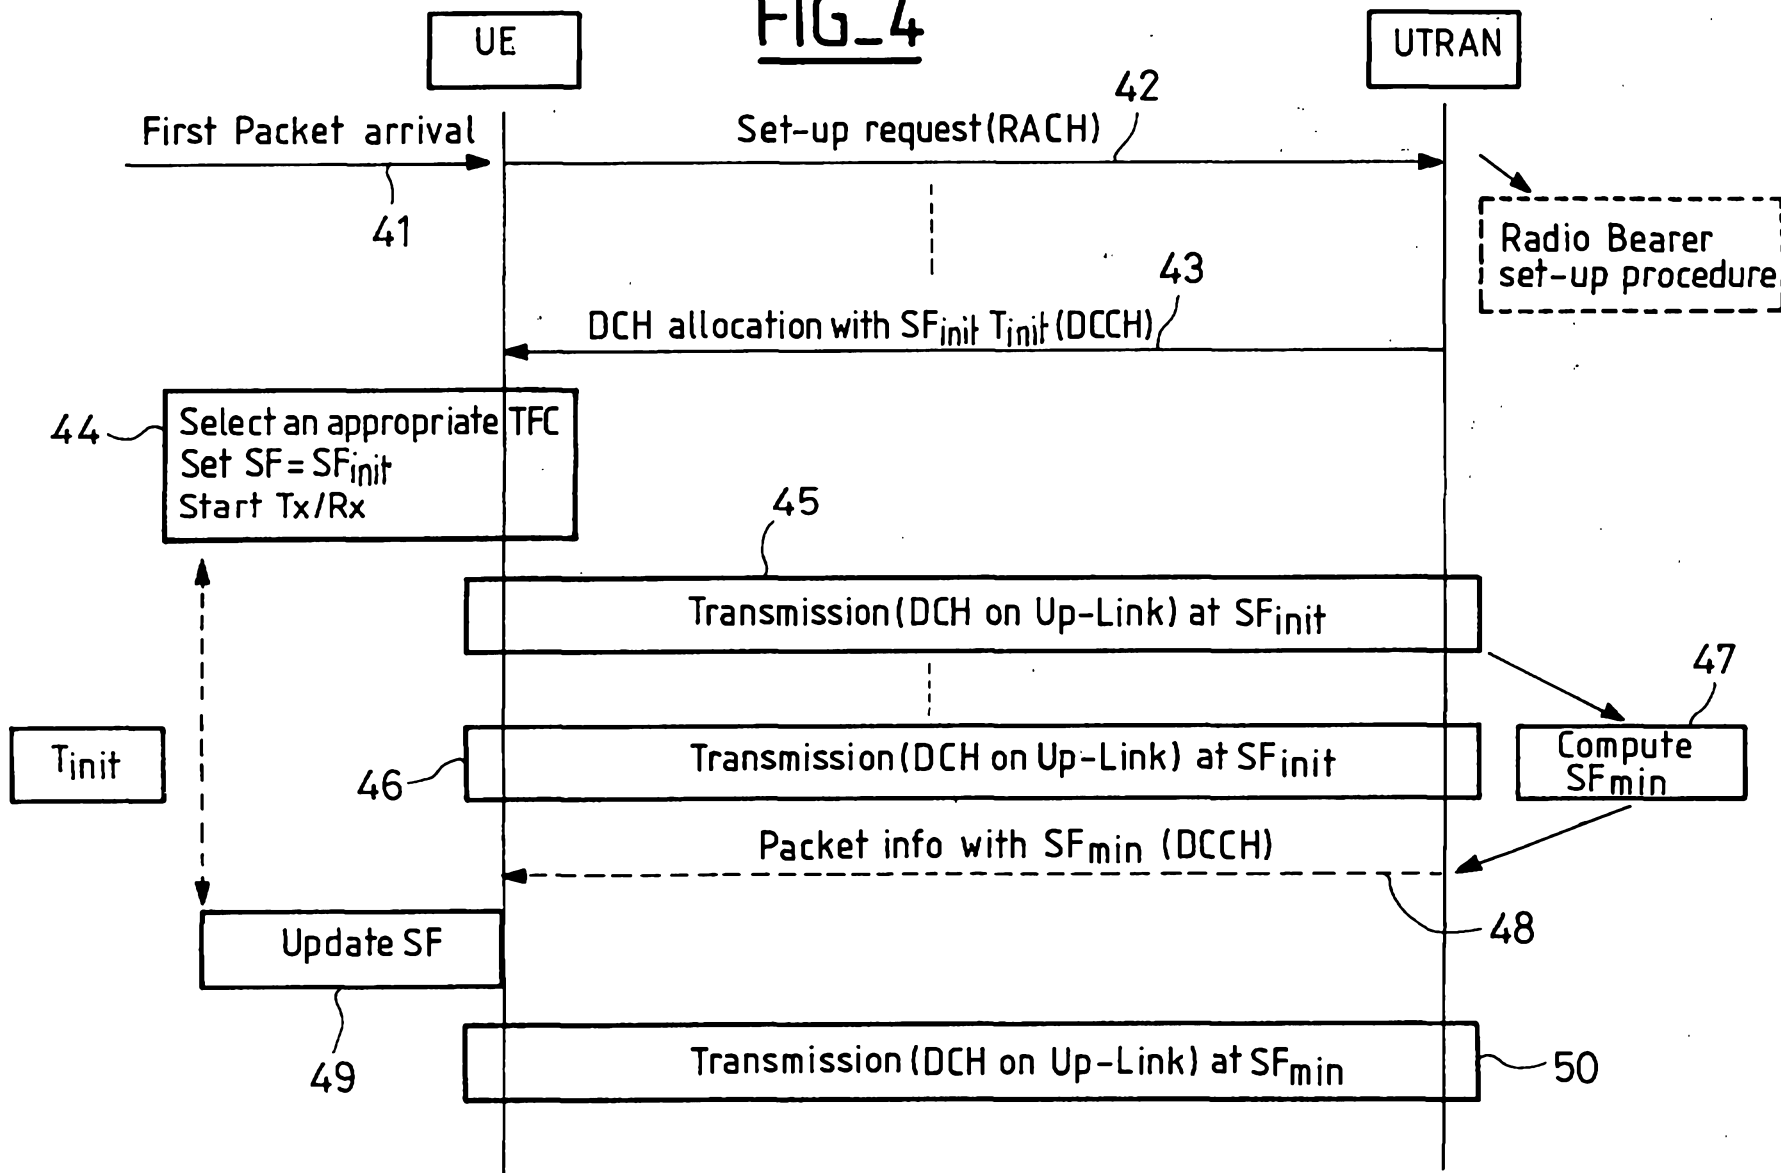 FIG_4
UE
UTRAN
First Packet arrival
41
Set-up request (RACH)
42
Radio Bearer
set-up procedure
DCH allocation with SFinit Tinit (DCCH)
43
44
Select an appropriate TFC
Set SF = SFinit
Start Tx/Rx
45
Transmission (DCH on Up-Link) at SFinit
47
Tinit
46
Transmission (DCH on Up-Link) at SFinit
Compute
SFmin
Packet info with SFmin (DCCH)
48
Update SF
49
Transmission (DCH on Up-Link) at SFmin
50